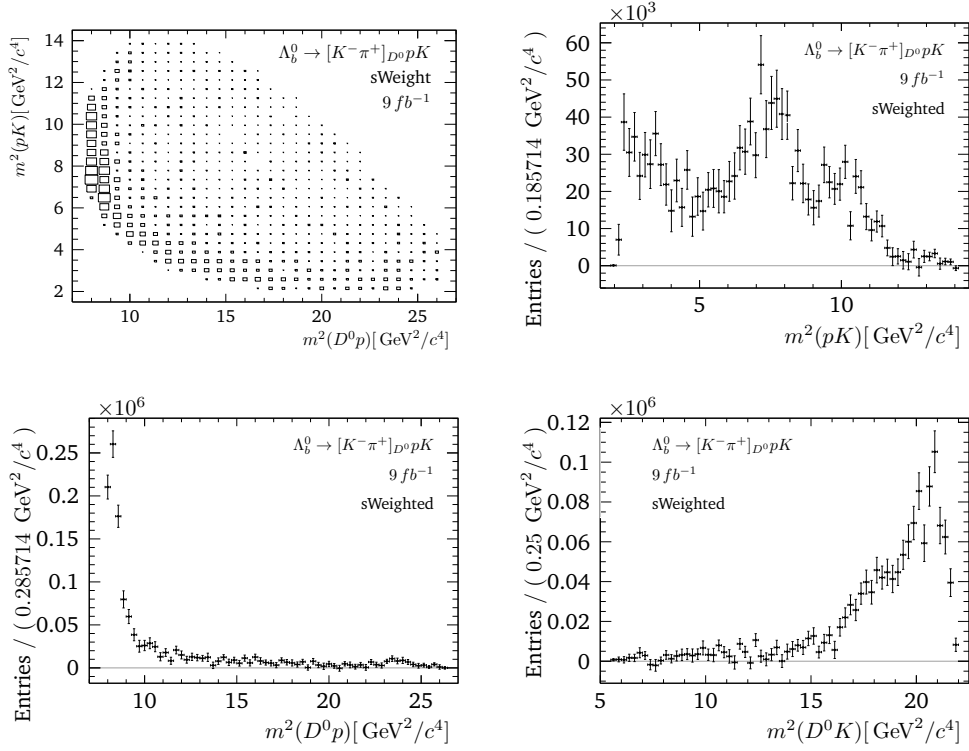 Λ_b^0 → [K^-π^+]_{D^0} pK
sWeight
9 fb^{-1}
m^2(pK)[GeV^2/c^4]
14
12
10
8
6
4
2
10 15 20 25
m^2(D^0p)[GeV^2/c^4]
×10^3
Λ_b^0 → [K^-π^+]_{D^0} pK
9 fb^{-1}
sWeighted
Entries / ( 0.185714 GeV^2/c^4 )
60
50
40
30
20
10
0
5 10
m^2(pK)[GeV^2/c^4]
×10^6
Λ_b^0 → [K^-π^+]_{D^0} pK
9 fb^{-1}
sWeighted
Entries / ( 0.285714 GeV^2/c^4 )
0.25
0.2
0.15
0.1
0.05
0
10 15 20 25
m^2(D^0p)[GeV^2/c^4]
×10^6
Λ_b^0 → [K^-π^+]_{D^0} pK
9 fb^{-1}
sWeighted
Entries / ( 0.25 GeV^2/c^4 )
0.12
0.1
0.08
0.06
0.04
0.02
0
5 10 15 20
m^2(D^0K)[GeV^2/c^4]